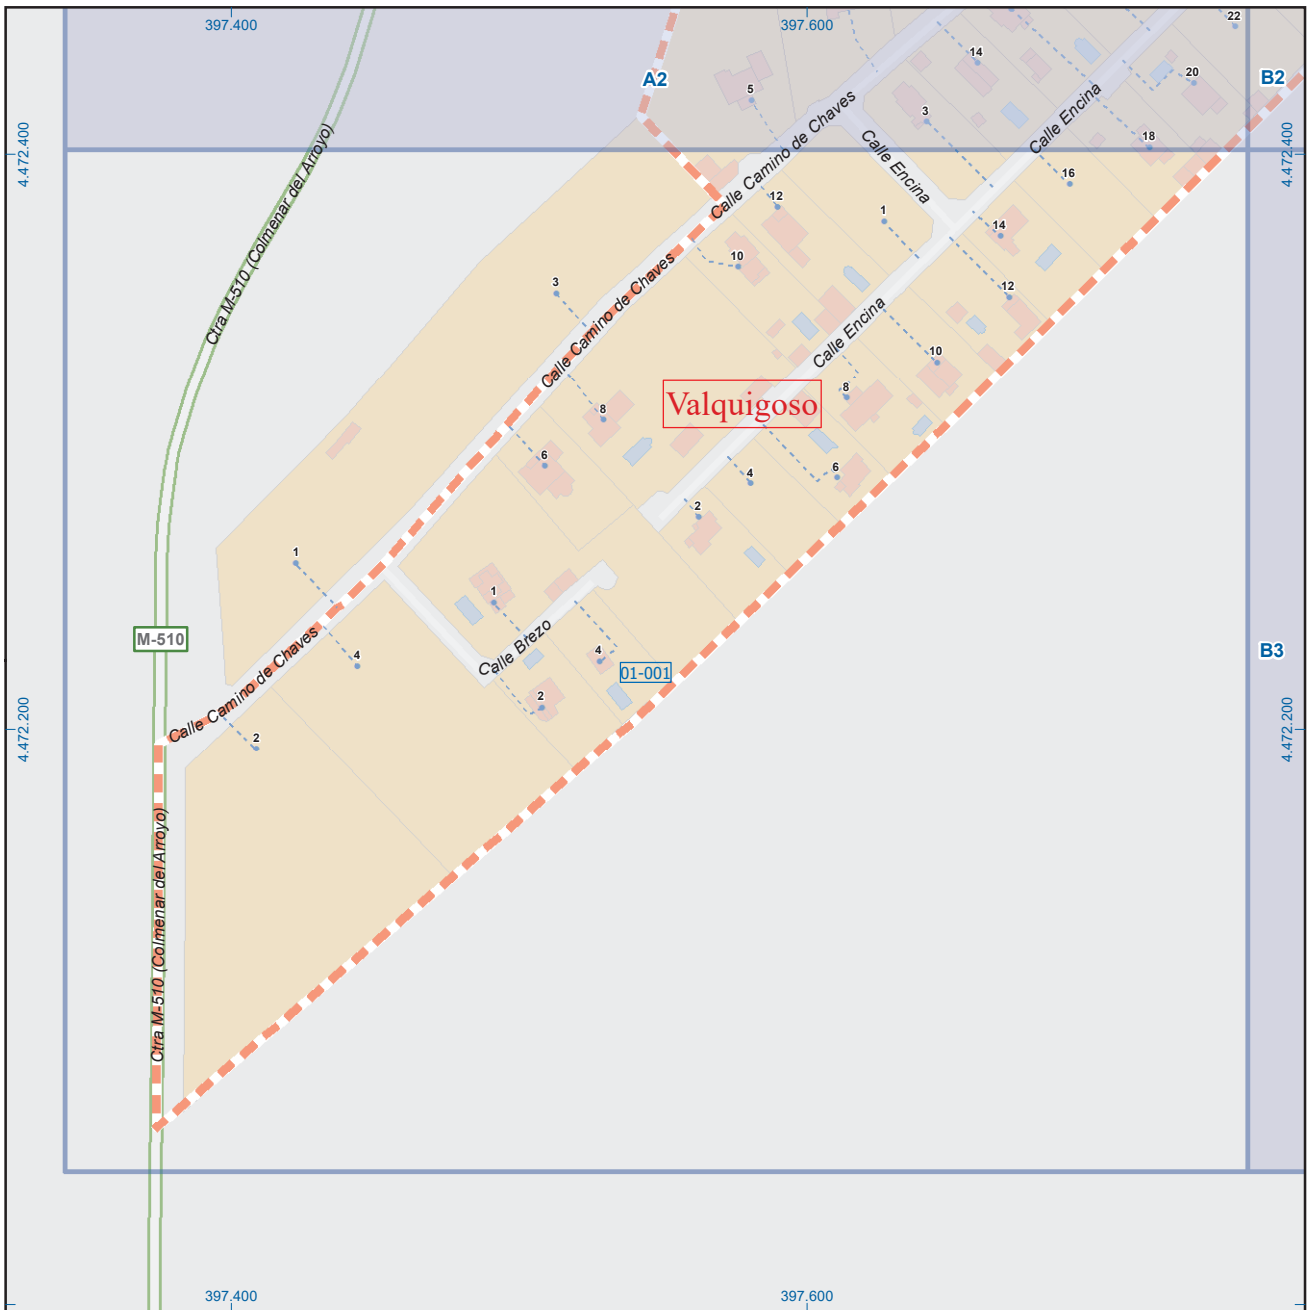 397.400
397.600
22
A2
14
B2
20
5
Calle Camino de Chaves
3
Calle Encina
18
4.472.400
4.472.400
Ctra M-510 (Colmenar del Arroyo)
Calle Encina
16
12
1
14
10
Calle Camino de Chaves
3
12
Calle Encina
10
8
Valquigoso
8
6
6
4
2
1
1
M-510
Calle Brezo
4
4
01-001
B3
Calle Camino de Chaves
2
2
4.472.200
4.472.200
Ctra M-510 (Colmenar del Arroyo)
397.400
397.600